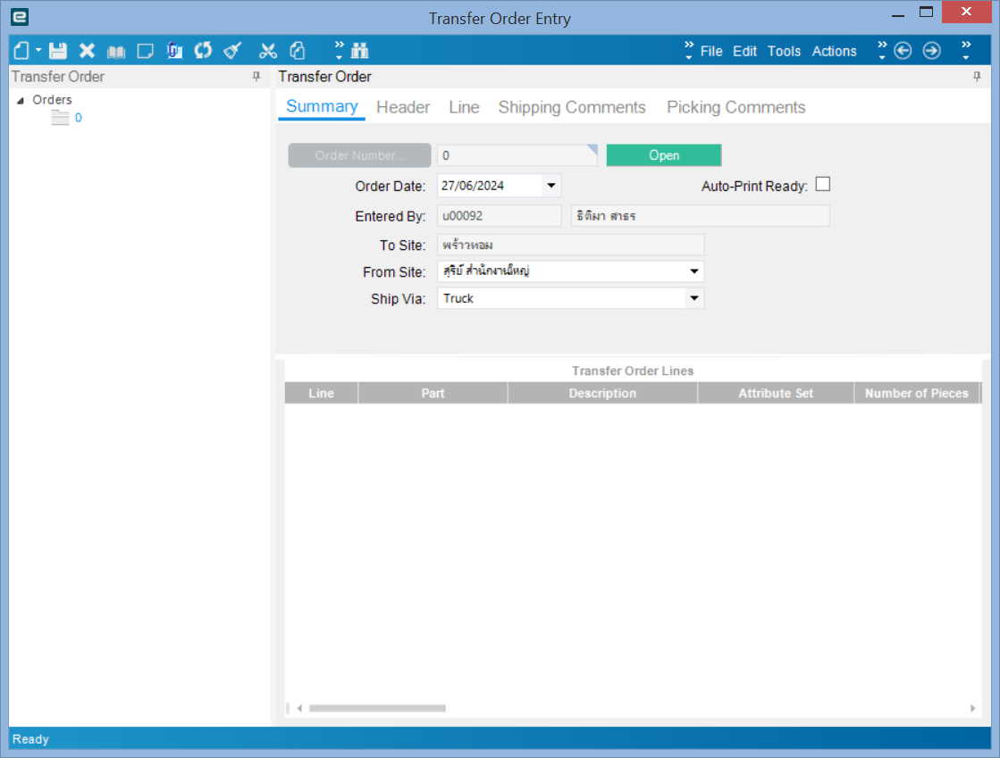 Transfer Order Entry
File Edit Tools Actions
Transfer Order
Orders
0
Transfer Order
Summary Header Line Shipping Comments Picking Comments
Order Number... 0 Open
Order Date: 27/06/2024 Auto-Print Ready:
Entered By: u00092 ธิติมา สาธร
To Site: พร้าวหอม
From Site: สุริย์ สำนักงานใหญ่
Ship Via: Truck
Transfer Order Lines
Line Part Description Attribute Set Number of Pieces
Ready